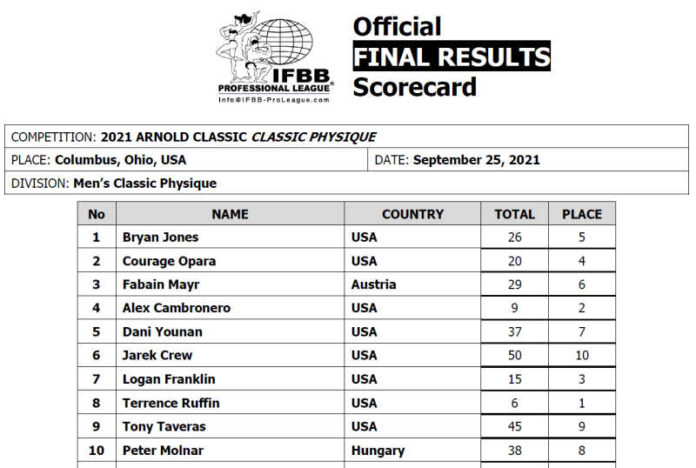 IFBB®
PROFESSIONAL LEAGUE
Info@IFBB-ProLeague.com
Official
FINAL RESULTS
Scorecard
COMPETITION: 2021 ARNOLD CLASSIC CLASSIC PHYSIQUE
PLACE: Columbus, Ohio, USA DATE: September 25, 2021
DIVISION: Men's Classic Physique
No NAME COUNTRY TOTAL PLACE
1 Bryan Jones USA 26 5
2 Courage Opara USA 20 4
3 Fabain Mayr Austria 29 6
4 Alex Cambronero USA 9 2
5 Dani Younan USA 37 7
6 Jarek Crew USA 50 10
7 Logan Franklin USA 15 3
8 Terrence Ruffin USA 6 1
9 Tony Taveras USA 45 9
10 Peter Molnar Hungary 38 8